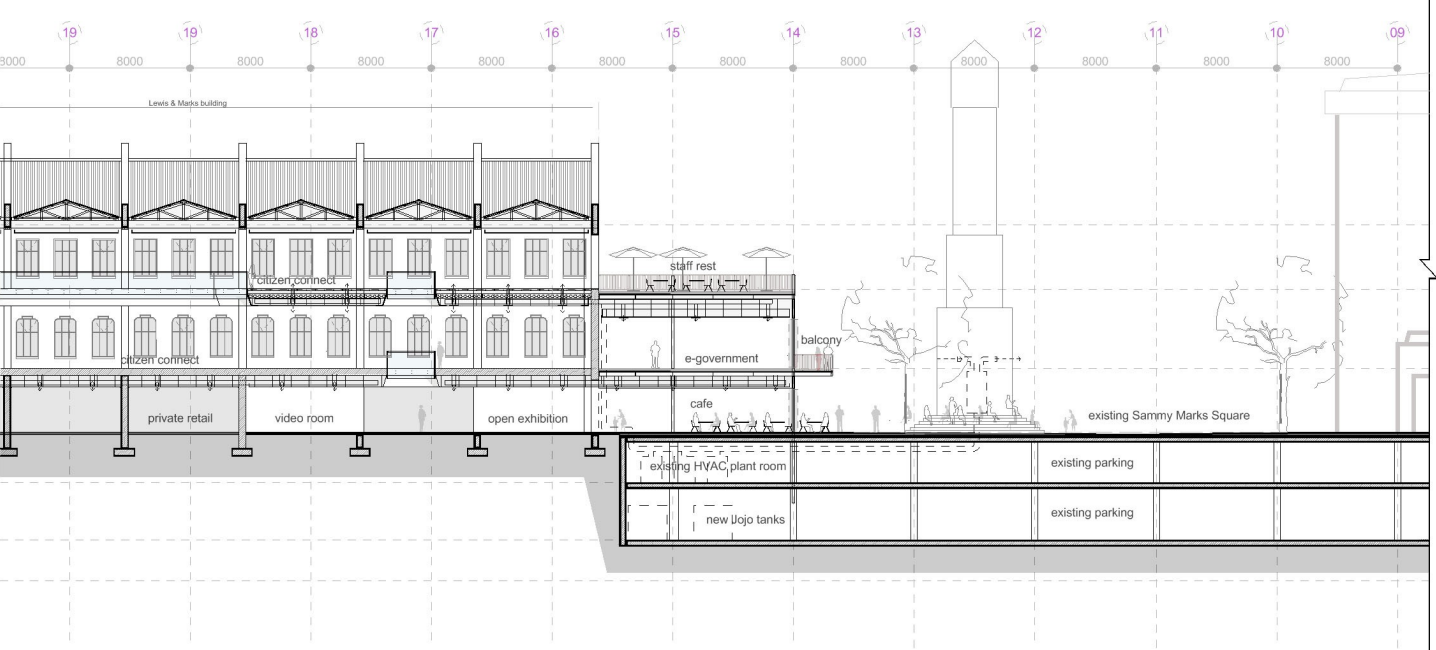 19 19 18 17 16 15 14 13 12 11 10 09
8000 8000 8000 8000 8000 8000 8000 8000 8000 8000 8000 8000
Lewis & Marks building
staff rest
citizen connect
balcony
e-government
citizen connect
cafe
private retail video room open exhibition existing Sammy Marks Square
existing HVAC plant room existing parking
new Jojo tanks existing parking